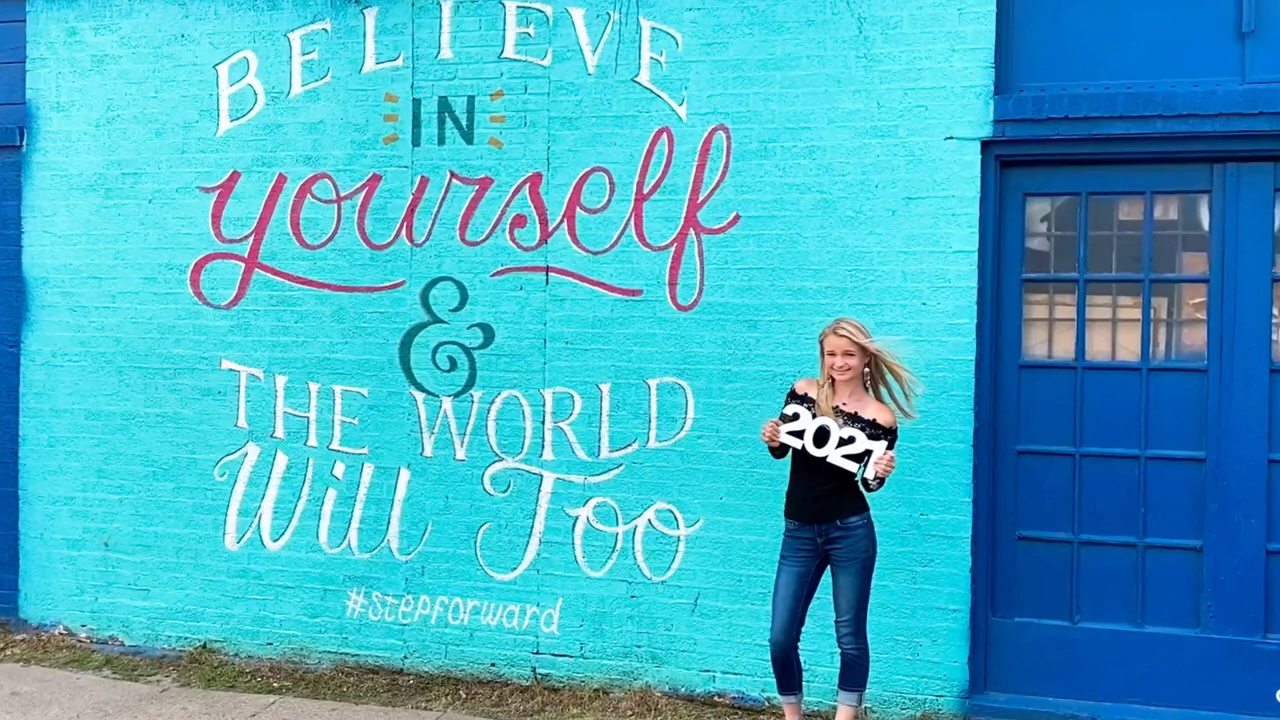 BELIEVE
IN
yourself
&
THE WORLD
Will Too
#stepforward
2021